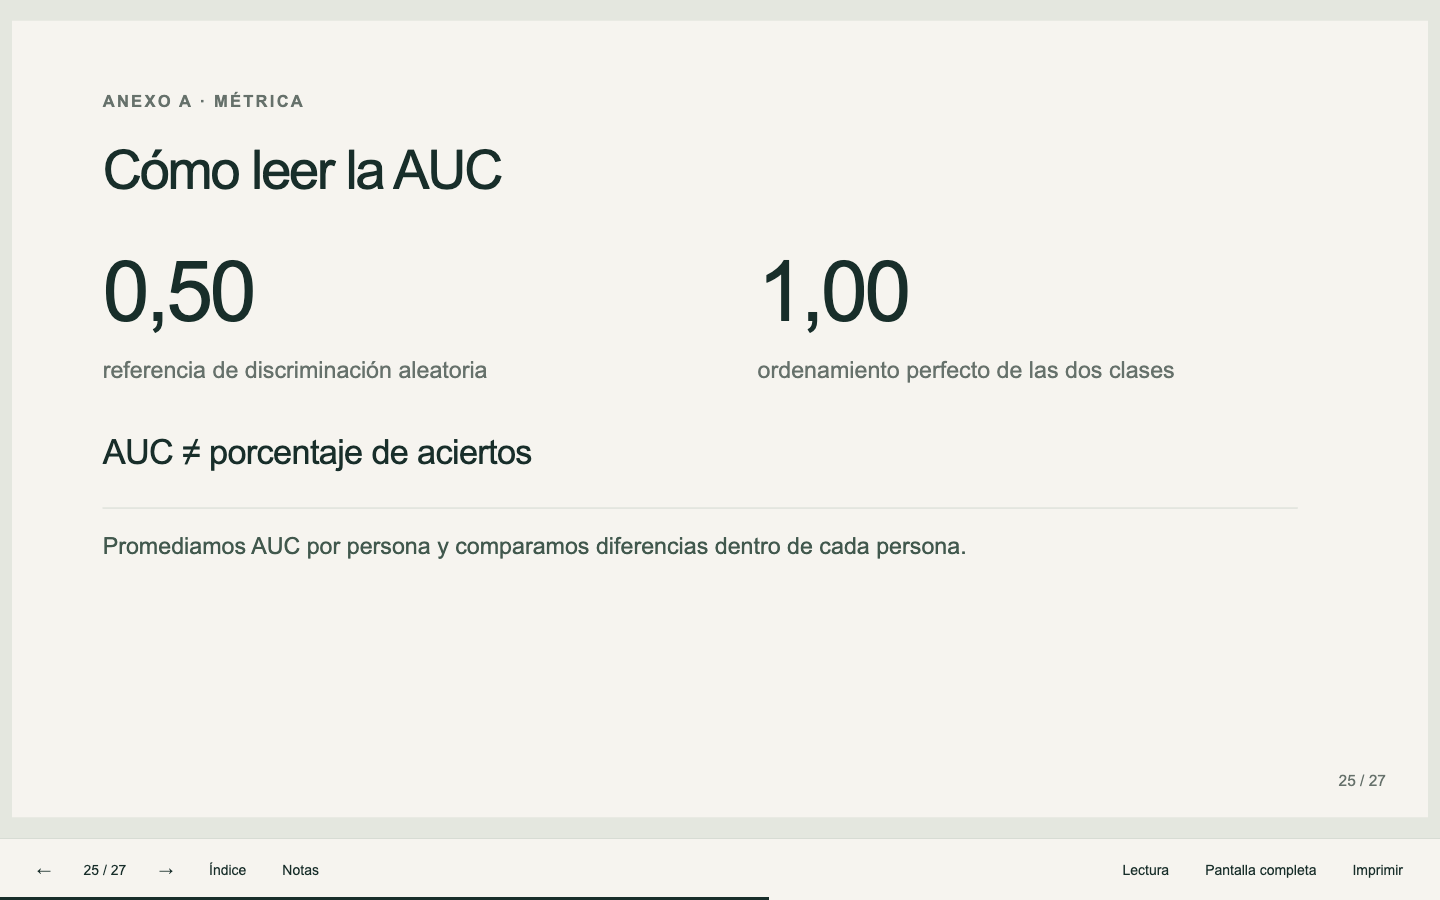 ANEXO A · MÉTRICA
Cómo leer la AUC
0,50
referencia de discriminación aleatoria
1,00
ordenamiento perfecto de las dos clases
AUC ≠ porcentaje de aciertos
Promediamos AUC por persona y comparamos diferencias dentro de cada persona.
25 / 27
← 25 / 27 → Índice Notas Lectura Pantalla completa Imprimir